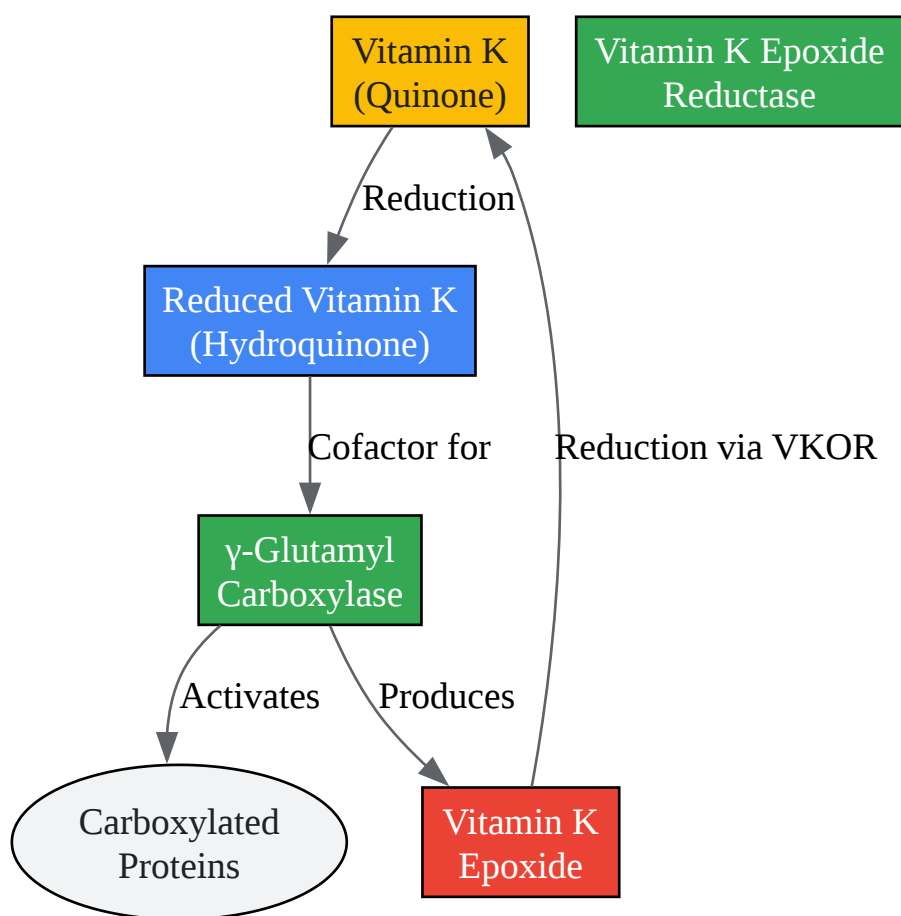 Vitamin K
(Quinone)
Vitamin K Epoxide
Reductase
Reduction
Reduced Vitamin K
(Hydroquinone)
Cofactor for
Reduction via VKOR
γ-Glutamyl
Carboxylase
Activates
Produces
Carboxylated
Proteins
Vitamin K
Epoxide